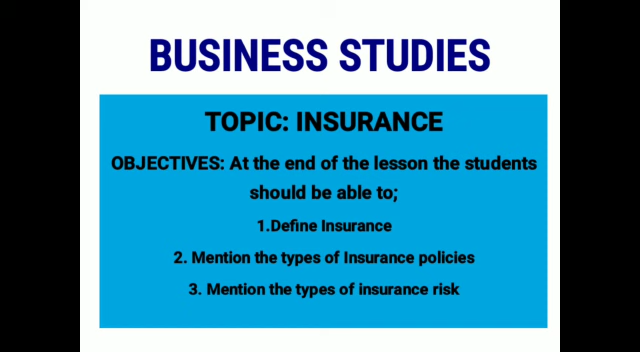 BUSINESS STUDIES
TOPIC: INSURANCE
OBJECTIVES: At the end of the lesson the students
should be able to;
1.Define Insurance
2. Mention the types of Insurance policies
3. Mention the types of insurance risk